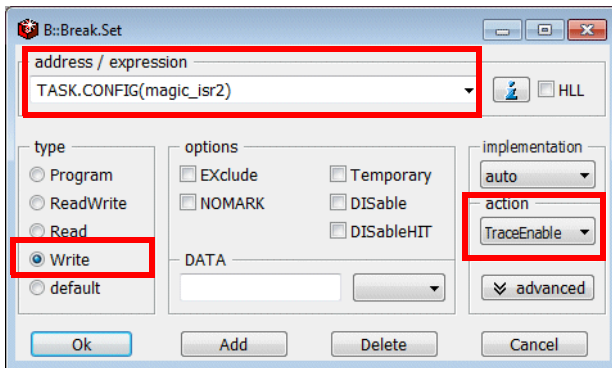 B::Break.Set
address / expression
TASK.CONFIG(magic_isr2)
i
HLL
type
Program
ReadWrite
Read
Write
default
options
EXclude
Temporary
NOMARK
DISable
DISableHIT
DATA
implementation
auto
action
TraceEnable
advanced
Ok
Add
Delete
Cancel